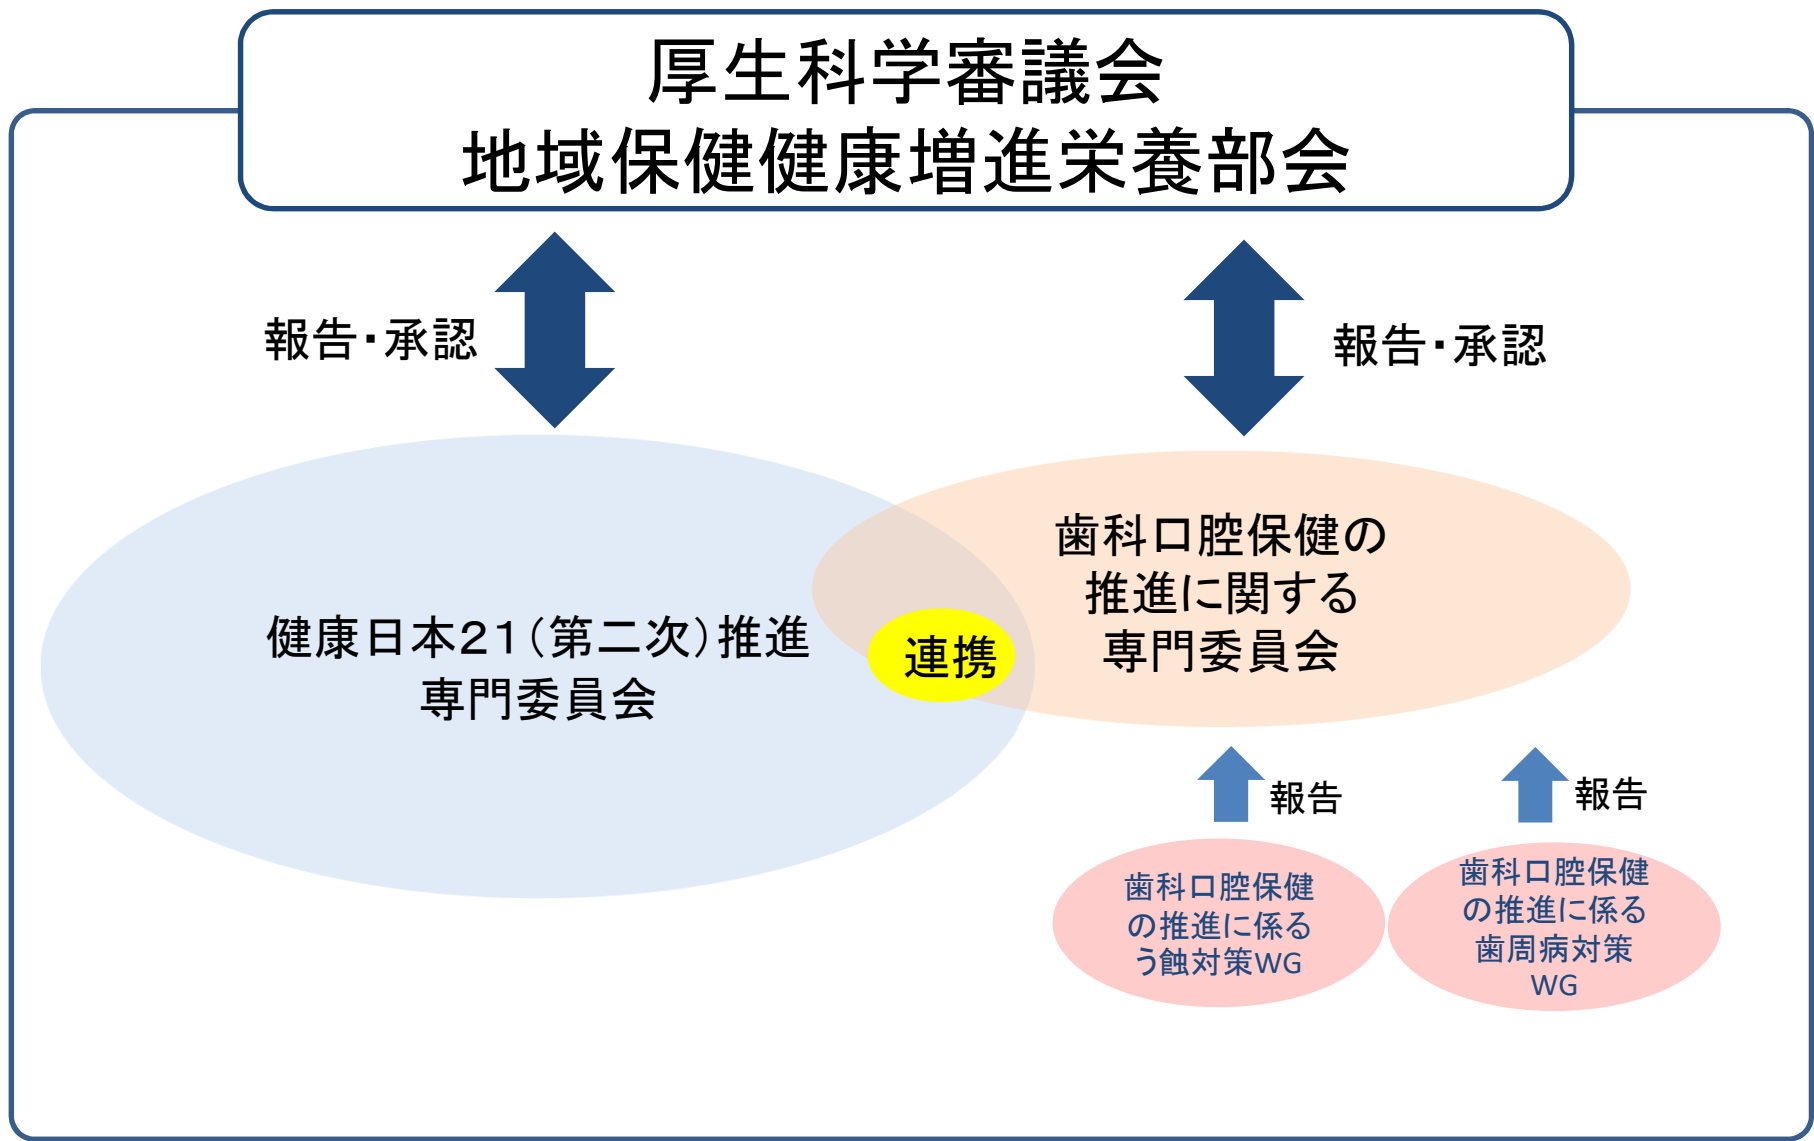 厚生科学審議会
地域保健健康増進栄養部会
報告・承認
報告・承認
健康日本２１（第二次）推進
専門委員会
連携
歯科口腔保健の
推進に関する
専門委員会
報告
報告
歯科口腔保健
の推進に係る
う蝕対策WG
歯科口腔保健
の推進に係る
歯周病対策
WG